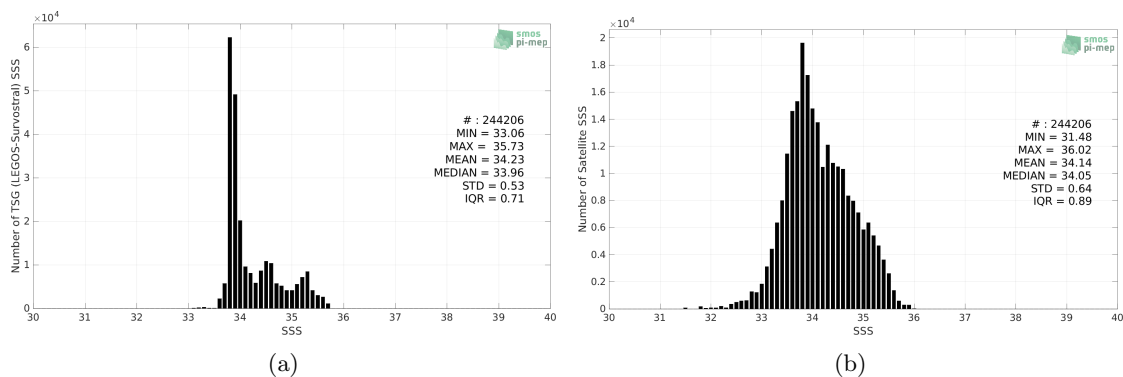 ×10⁴
6
5
4
3
2
1
0
Number of TSG (LEGOS-Survostral) SSS
smos
pi-mep
# : 244206
MIN = 33.06
MAX = 35.73
MEAN = 34.23
MEDIAN = 33.96
STD = 0.53
IQR = 0.71
30 31 32 33 34 35 36 37 38 39 40
SSS
(a)
×10⁴
2
1.8
1.6
1.4
1.2
1
0.8
0.6
0.4
0.2
0
Number of Satellite SSS
smos
pi-mep
# : 244206
MIN = 31.48
MAX = 36.02
MEAN = 34.14
MEDIAN = 34.05
STD = 0.64
IQR = 0.89
30 31 32 33 34 35 36 37 38 39 40
SSS
(b)